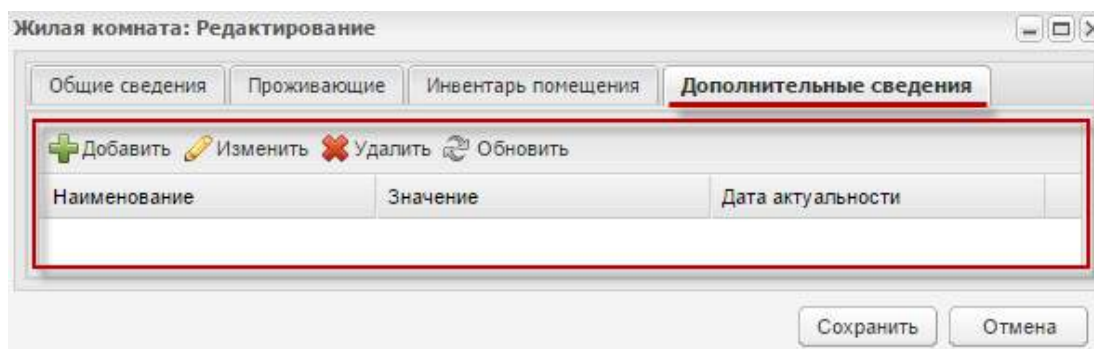 Жилая комната: Редактирование
Общие сведения Проживающие Инвентарь помещения Дополнительные сведения
Добавить Изменить Удалить Обновить
Наименование Значение Дата актуальности
Сохранить Отмена